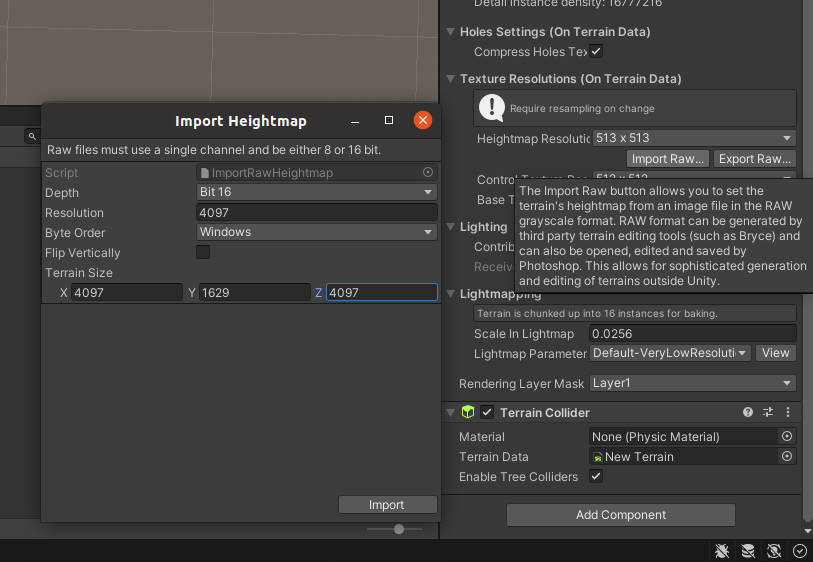 Detail instance density: 16777216
Holes Settings (On Terrain Data)
Compress Holes Tex
Texture Resolutions (On Terrain Data)
Require resampling on change
Heightmap Resolutio 513 x 513
Import Raw... Export Raw...
Control Texture Res 512 x 512
Base T
The Import Raw button allows you to set the
terrain's heightmap from an image file in the RAW
grayscale format. RAW format can be generated by
third party terrain editing tools (such as Bryce) and
can also be opened, edited and saved by
Photoshop. This allows for sophisticated generation
and editing of terrains outside Unity.
Lighting
Contrib
Receiv
Lightmapping
Terrain is chunked up into 16 instances for baking.
Scale In Lightmap 0.0256
Lightmap Parameter Default-VeryLowResoluti View
Rendering Layer Mask Layer1
Terrain Collider
Material None (Physic Material)
Terrain Data New Terrain
Enable Tree Colliders
Add Component
Import Heightmap
Raw files must use a single channel and be either 8 or 16 bit.
Script ImportRawHeightmap
Depth Bit 16
Resolution 4097
Byte Order Windows
Flip Vertically
Terrain Size
X 4097 Y 1629 Z 4097
Import